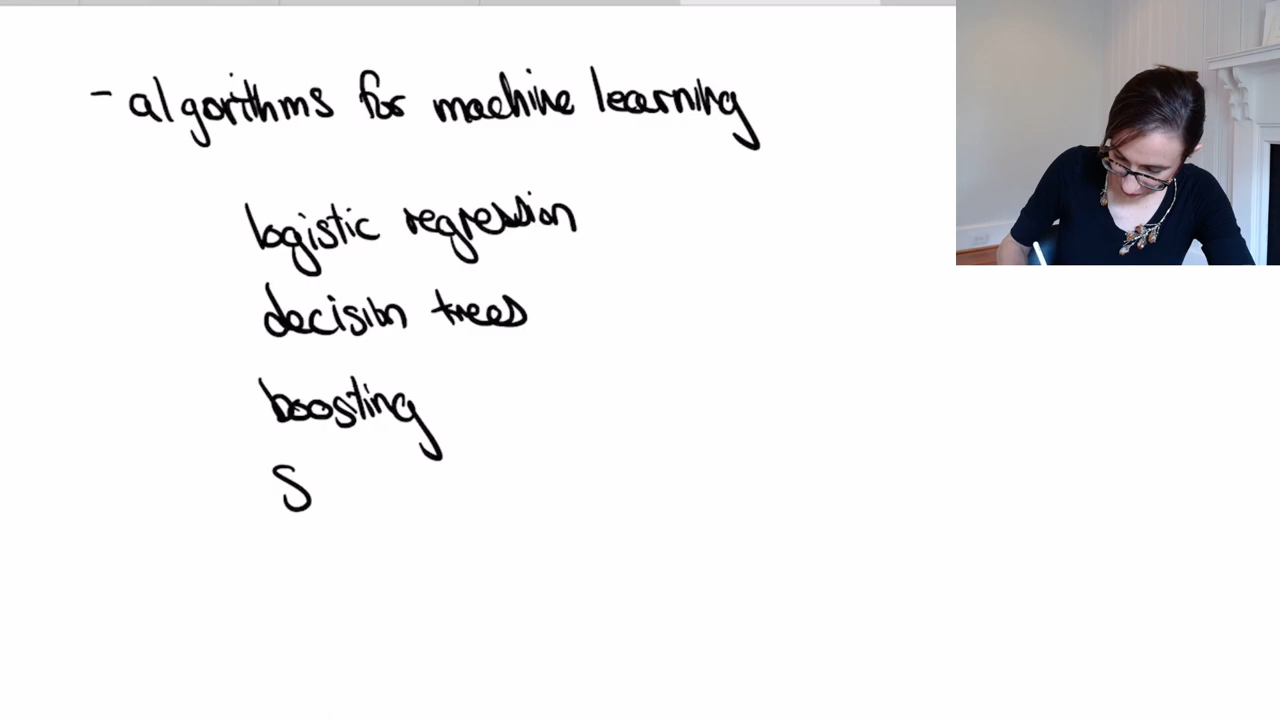 - algorithms for machine learning
logistic regression
decision trees
boosting
S